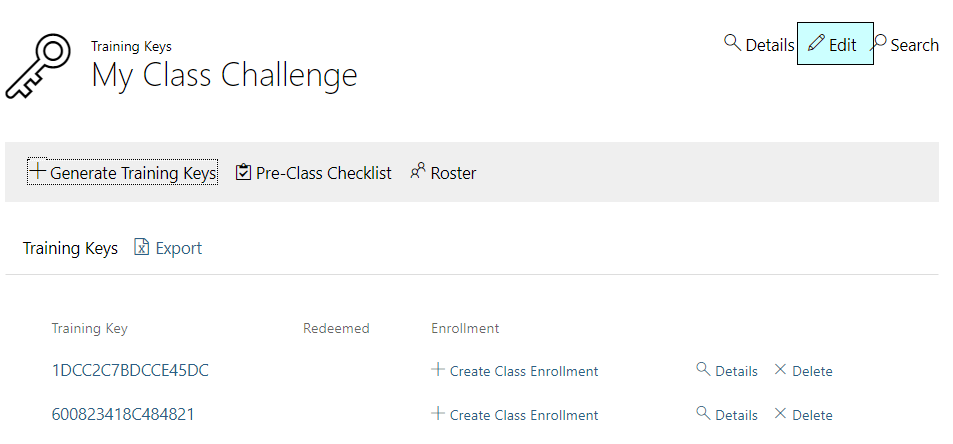 Training Keys
My Class Challenge
Details Edit Search
Generate Training Keys Pre-Class Checklist Roster
Training Keys Export
Training Key Redeemed Enrollment
1DCC2C7BDCCE45DC Create Class Enrollment Details Delete
600823418C484821 Create Class Enrollment Details Delete